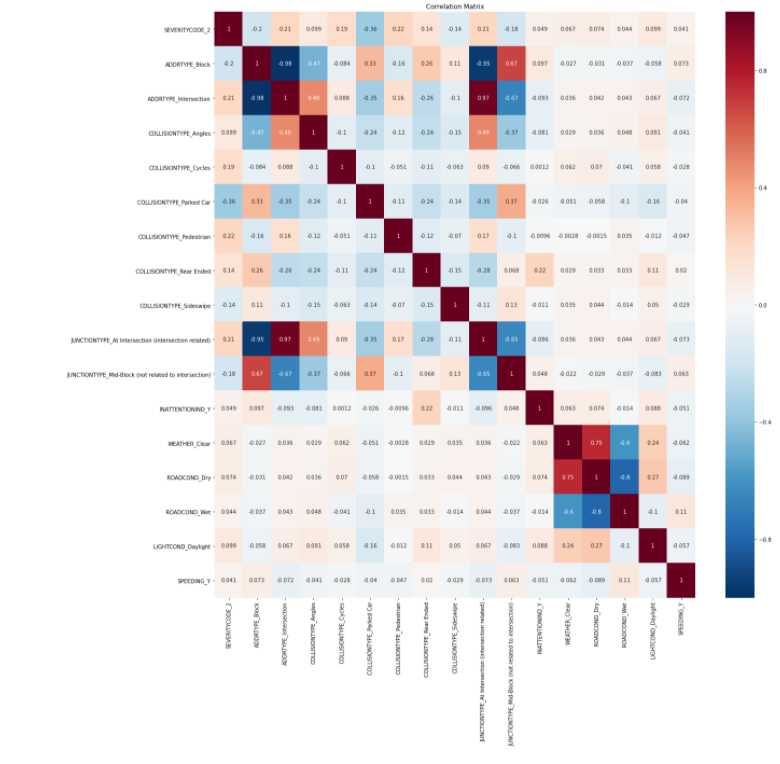 Correlation Matrix
SEVERITYCODE_2 1 -0.2 0.21 0.099 0.19 -0.36 0.22 0.14 -0.14 0.21 -0.18 0.049 0.067 0.074 0.044 0.099 0.041
ADDRTYPE_Block -0.2 1 -0.98 -0.47 -0.084 0.33 -0.16 0.26 0.11 -0.95 0.67 0.097 -0.027 -0.031 -0.037 -0.058 0.073
ADDRTYPE_Intersection 0.21 -0.98 1 0.48 0.088 -0.35 0.16 -0.26 -0.1 0.97 -0.67 -0.093 0.036 0.042 0.043 0.067 -0.072
COLLISIONTYPE_Angles 0.099 -0.47 0.48 1 -0.1 -0.24 -0.12 -0.24 -0.15 0.49 -0.37 -0.081 0.029 0.036 0.048 0.091 -0.041
COLLISIONTYPE_Cycles 0.19 -0.084 0.088 -0.1 1 -0.1 -0.051 -0.11 -0.063 0.09 -0.066 0.0012 0.062 0.07 -0.041 0.058 -0.028
COLLISIONTYPE_Parked Car -0.36 0.33 -0.35 -0.24 -0.1 1 -0.11 -0.24 -0.14 -0.35 0.37 -0.026 -0.051 -0.058 -0.1 -0.16 -0.04
COLLISIONTYPE_Pedestrian 0.22 -0.16 0.16 -0.12 -0.051 -0.11 1 -0.12 -0.07 0.17 -0.1 -0.0096 -0.0028 -0.0015 0.035 -0.012 -0.047
COLLISIONTYPE_Rear Ended 0.14 0.26 -0.26 -0.24 -0.11 -0.24 -0.12 1 -0.15 -0.28 0.068 0.22 0.029 0.033 0.033 0.11 0.02
COLLISIONTYPE_Sideswipe -0.14 0.11 -0.1 -0.15 -0.063 -0.14 -0.07 -0.15 1 -0.11 0.13 -0.011 0.035 0.044 -0.014 0.05 -0.029
JUNCTIONTYPE_At Intersection (intersection related) 0.21 -0.95 0.97 0.49 0.09 -0.35 0.17 -0.28 -0.11 1 -0.65 -0.096 0.036 0.043 0.044 0.067 -0.073
JUNCTIONTYPE_Mid-Block (not related to intersection) -0.18 0.67 -0.67 -0.37 -0.066 0.37 -0.1 0.068 0.13 -0.65 1 0.048 -0.022 -0.029 -0.037 -0.083 0.063
INATTENTIONIND_Y 0.049 0.097 -0.093 -0.081 0.0012 -0.026 -0.0096 0.22 -0.011 -0.096 0.048 1 0.063 0.074 -0.014 0.088 -0.051
WEATHER_Clear 0.067 -0.027 0.036 0.029 0.062 -0.051 -0.0028 0.029 0.035 0.036 -0.022 0.063 1 0.75 -0.6 0.24 -0.062
ROADCOND_Dry 0.074 -0.031 0.042 0.036 0.07 -0.058 -0.0015 0.033 0.044 0.043 -0.029 0.074 0.75 1 -0.8 0.27 -0.089
ROADCOND_Wet 0.044 -0.037 0.043 0.048 -0.041 -0.1 0.035 0.033 -0.014 0.044 -0.037 -0.014 -0.6 -0.8 1 -0.1 0.11
LIGHTCOND_Daylight 0.099 -0.058 0.067 0.091 0.058 -0.16 -0.012 0.11 0.05 0.067 -0.083 0.088 0.24 0.27 -0.1 1 -0.057
SPEEDING_Y 0.041 0.073 -0.072 -0.041 -0.028 -0.04 -0.047 0.02 -0.029 -0.073 0.063 -0.051 -0.062 -0.089 0.11 -0.057 1
SEVERITYCODE_2
ADDRTYPE_Block
ADDRTYPE_Intersection
COLLISIONTYPE_Angles
COLLISIONTYPE_Cycles
COLLISIONTYPE_Parked Car
COLLISIONTYPE_Pedestrian
COLLISIONTYPE_Rear Ended
COLLISIONTYPE_Sideswipe
JUNCTIONTYPE_At Intersection (intersection related)
JUNCTIONTYPE_Mid-Block (not related to intersection)
INATTENTIONIND_Y
WEATHER_Clear
ROADCOND_Dry
ROADCOND_Wet
LIGHTCOND_Daylight
SPEEDING_Y
0.8
0.4
0.0
-0.4
-0.8